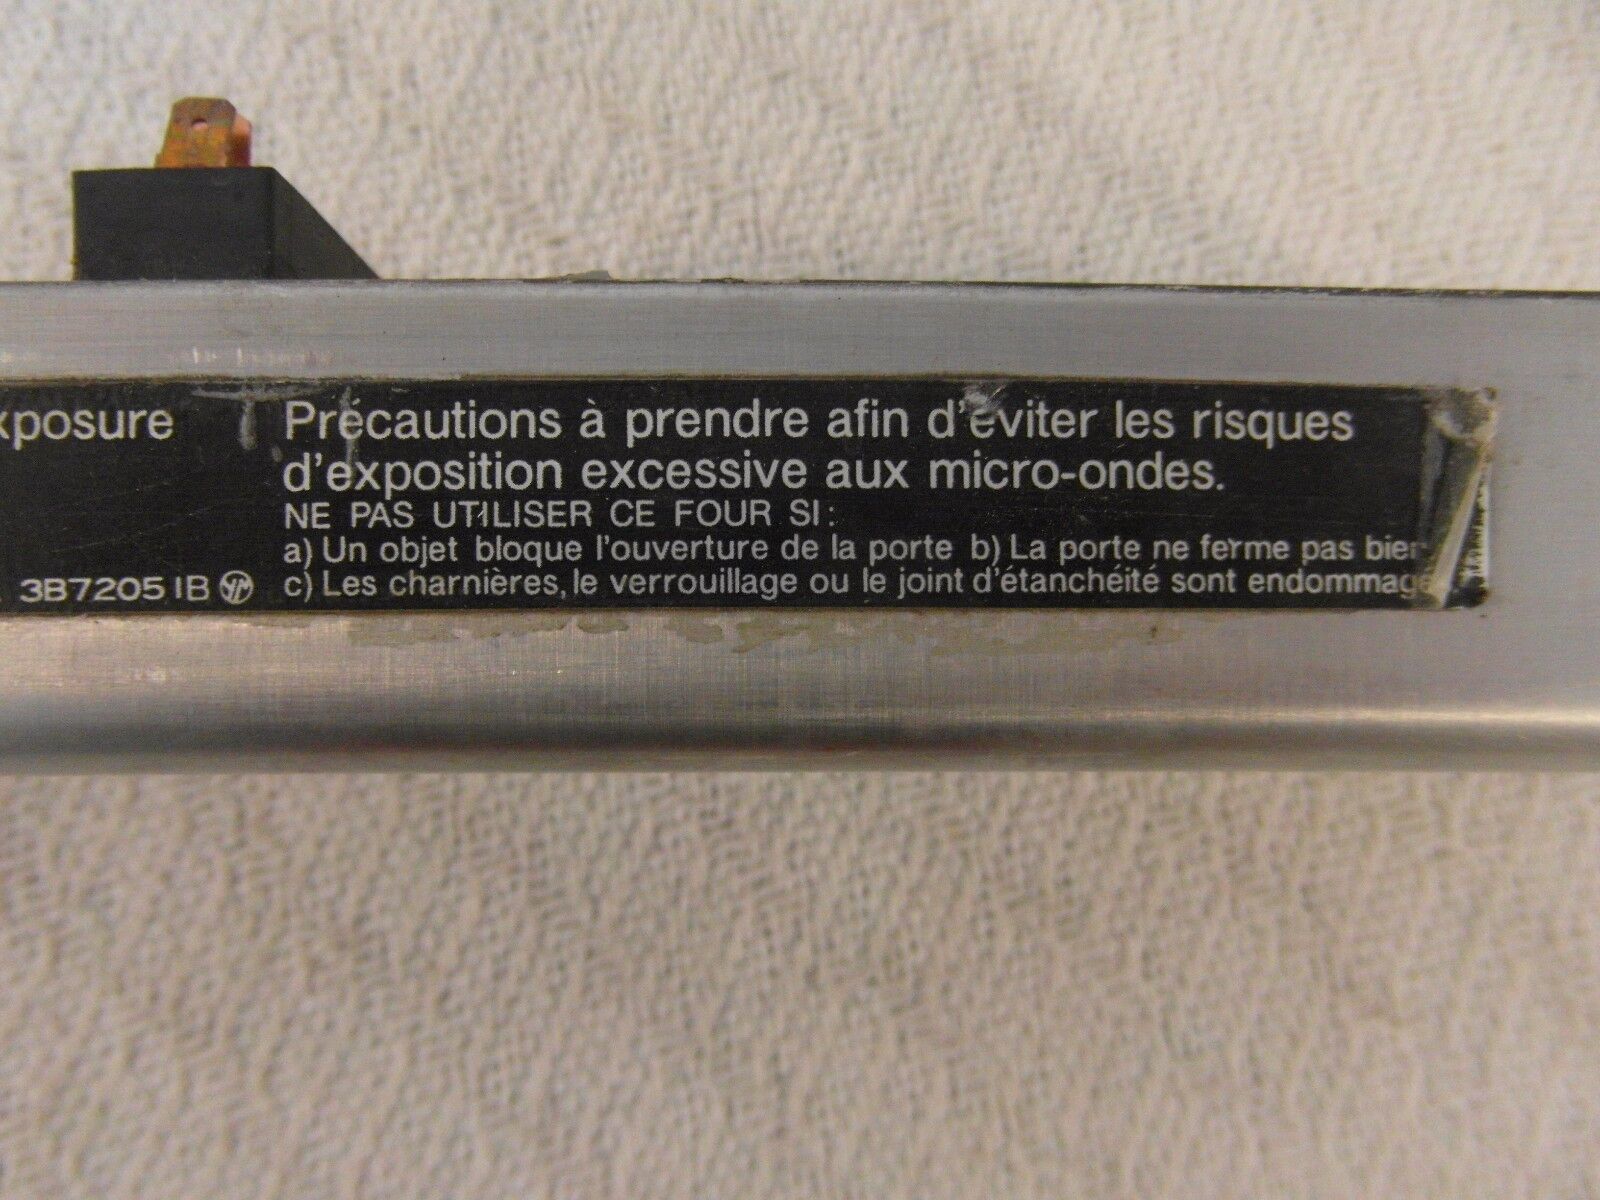 xposure
Précautions à prendre afin d'éviter les risques
d'exposition excessive aux micro-ondes.
NE PAS UTILISER CE FOUR SI:
a) Un objet bloque l'ouverture de la porte b) La porte ne ferme pas bien
3B72051B
c) Les charnières, le verrouillage ou le joint d'étanchéité sont endommagé